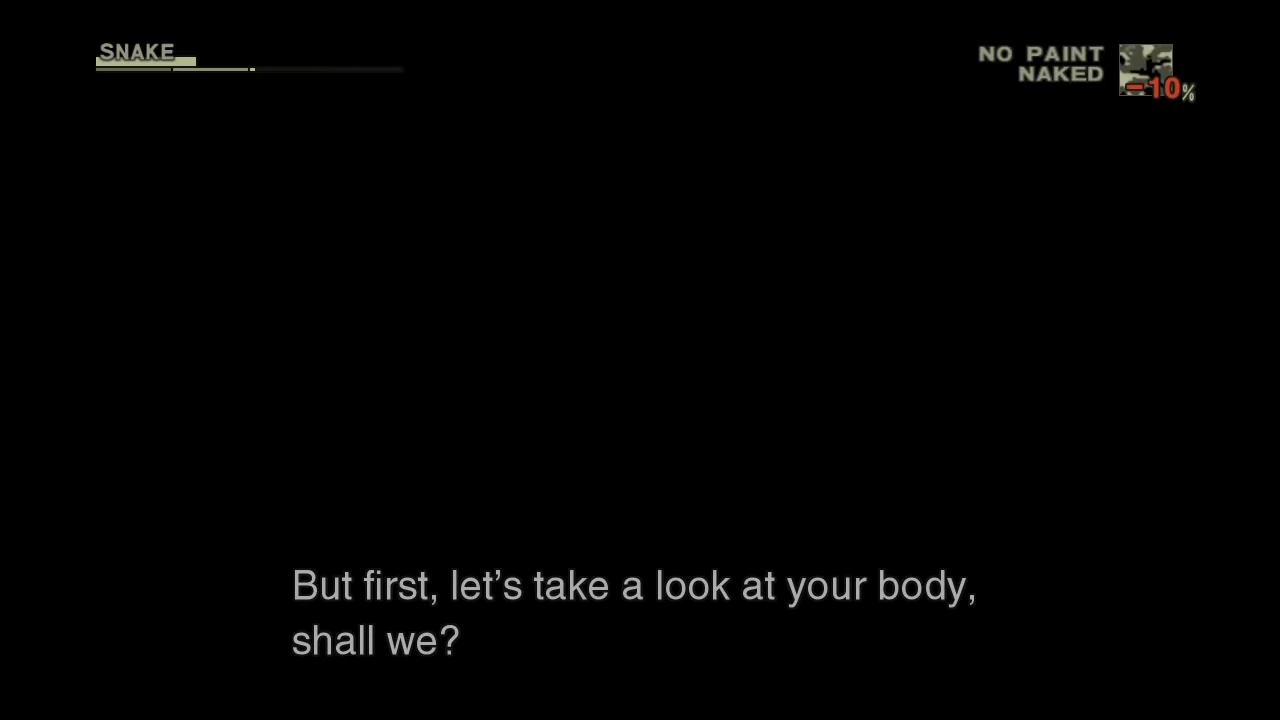 SNAKE
NO PAINT
NAKED
-10%
But first, let's take a look at your body,
shall we?